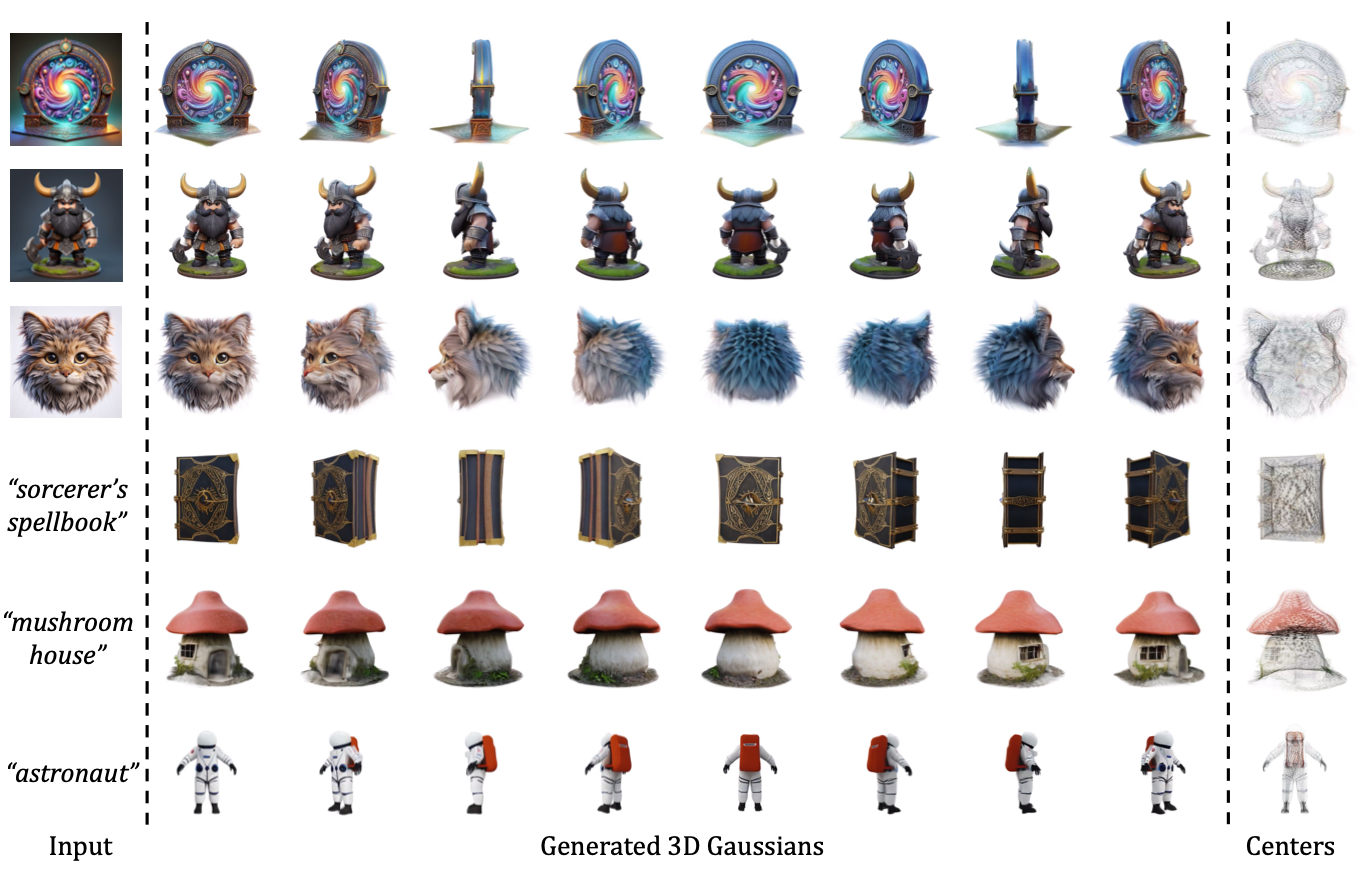 “sorcerer’s
spellbook”
“mushroom
house”
“astronaut”
Input
Generated 3D Gaussians
Centers